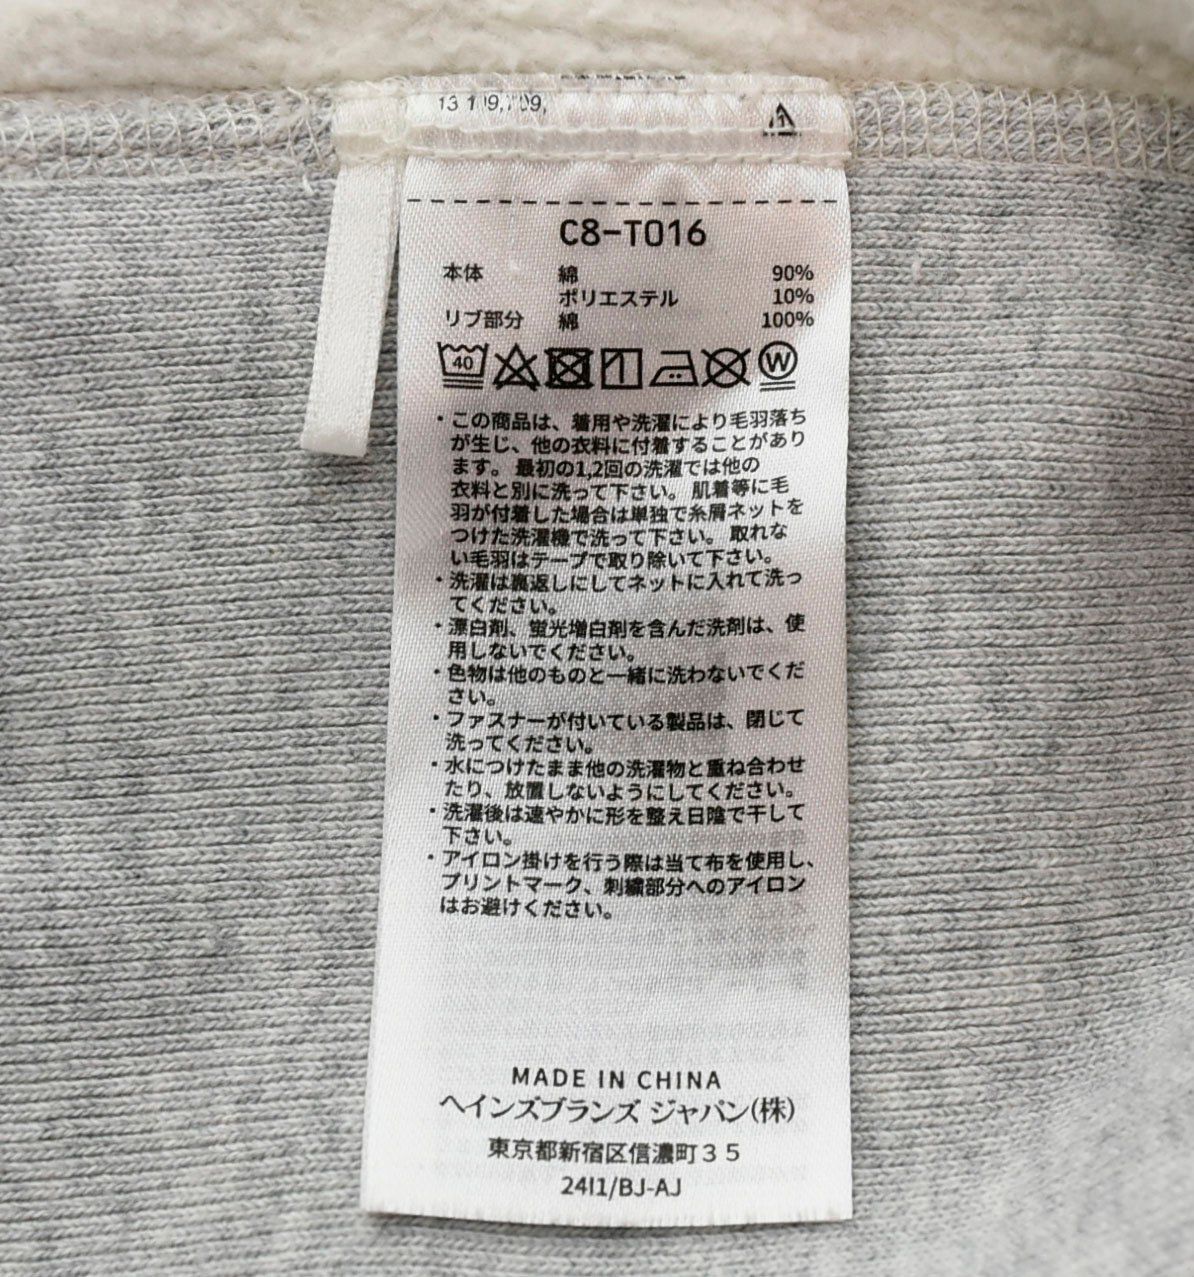 C8-T016
本体 綿 90%
ポリエステル 10%
リブ部分 綿 100%
40 W
・この商品は、着用や洗濯により毛羽落ち
が生じ、他の衣料に付着することがあり
ます。最初の1,2回の洗濯では他の
衣料と別に洗って下さい。肌着等に毛
羽が付着した場合は単独で糸屑ネットを
つけた洗濯機で洗って下さい。取れな
い毛羽はテープで取り除いて下さい。
・洗濯は裏返しにしてネットに入れて洗っ
てください。
・漂白剤、蛍光増白剤を含んだ洗剤は、使
用しないでください。
・色物は他のものと一緒に洗わないでくだ
さい。
・ファスナーが付いている製品は、閉じて
洗ってください。
・水につけたまま他の洗濯物と重ね合わせ
たり、放置しないようにしてください。
・洗濯後は速やかに形を整え日陰で干して
下さい。
・アイロン掛けを行う際は当て布を使用し、
プリントマーク、刺繍部分へのアイロン
はお避けください。
MADE IN CHINA
ヘインズブランズ ジャパン(株)
東京都新宿区信濃町35
24I1/BJ-AJ